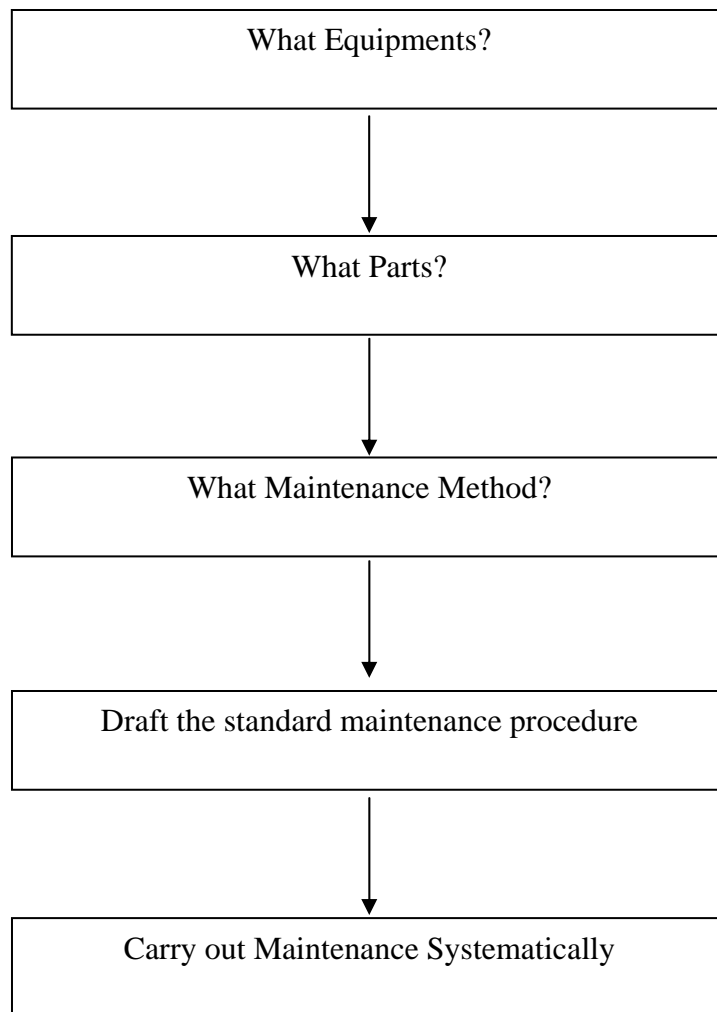 What Equipments?
What Parts?
What Maintenance Method?
Draft the standard maintenance procedure
Carry out Maintenance Systematically